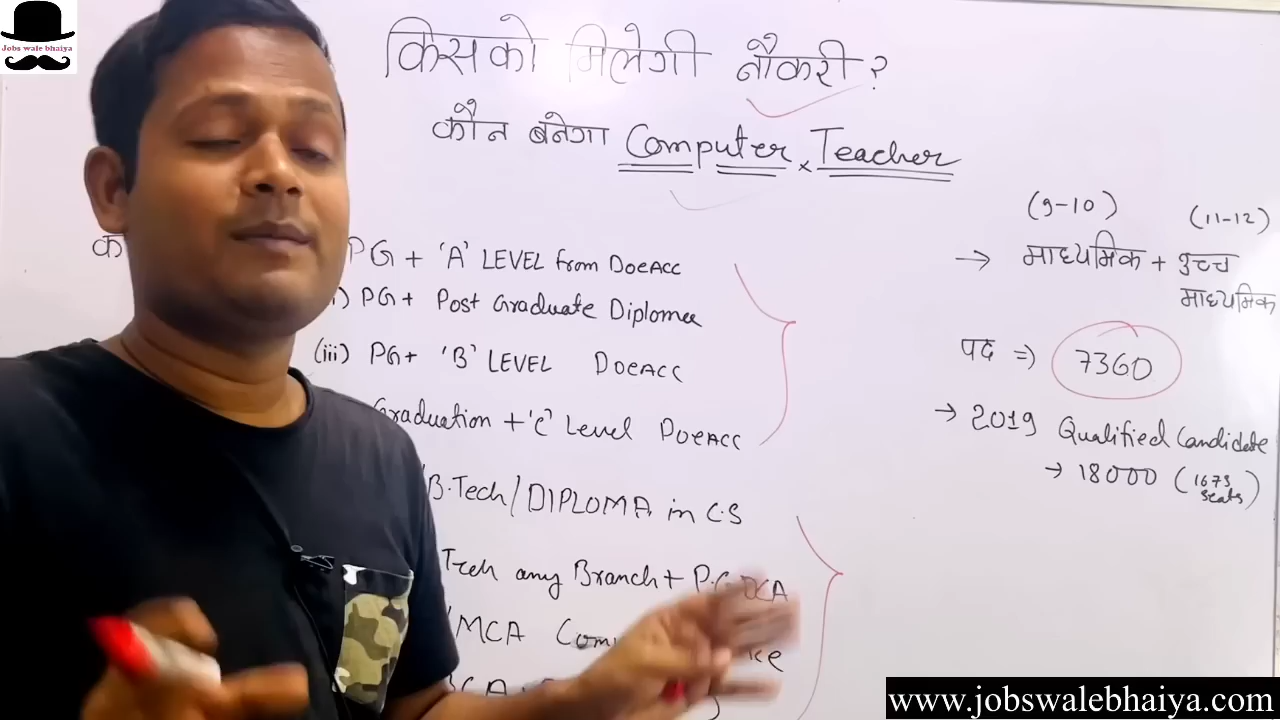 Jobs wale bhaiya
किसको मिलेगी नौकरी ?
कौन बनेगा Computer Teacher
PG + 'A' LEVEL from DOEACC
PG + Post Graduate Diploma
(iii) PG + 'B' LEVEL DOEACC
Graduation + 'C' Level DOEACC
B.Tech/DIPLOMA in C.S
Tech any Branch + P.G DCA
/MCA
(9-10) (11-12)
→ माध्यमिक + उच्च
माध्यमिक
पद => 7360
→ 2019 Qualified Candidate
→ 18000 (1673
seats)
www.jobswalebhaiya.com